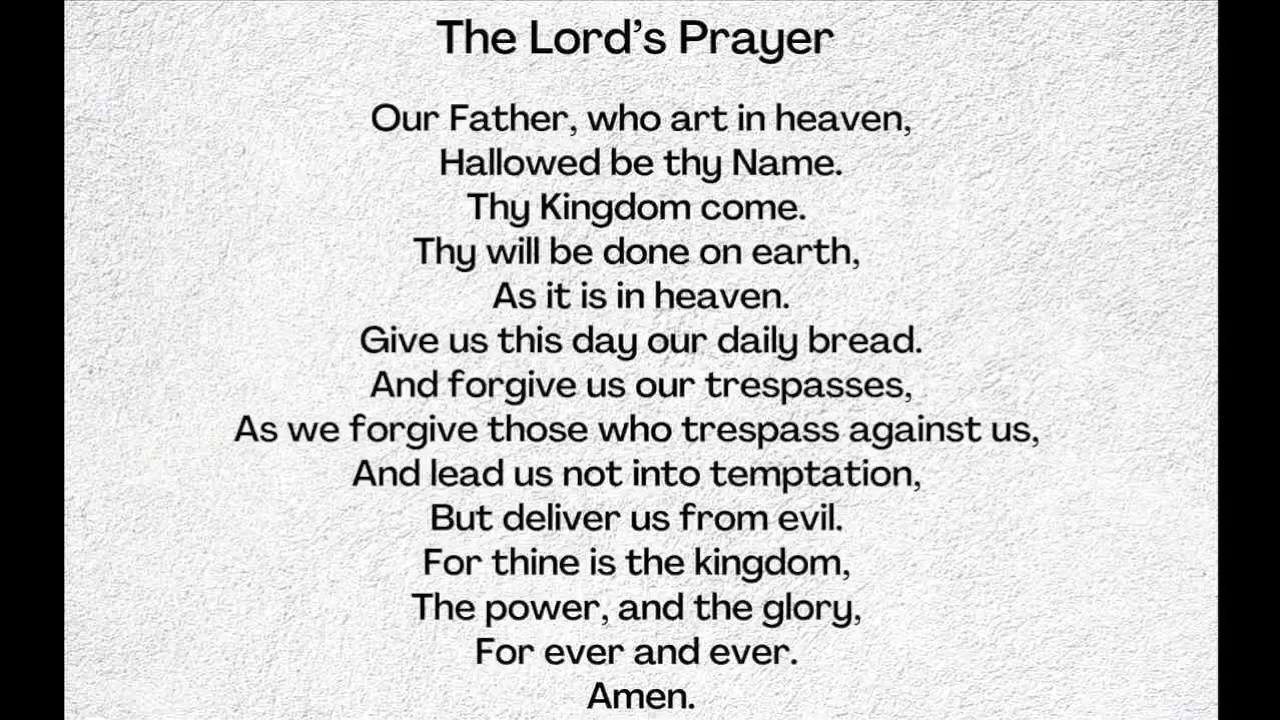 The Lord’s Prayer
Our Father, who art in heaven,
Hallowed be thy Name.
Thy Kingdom come.
Thy will be done on earth,
As it is in heaven.
Give us this day our daily bread.
And forgive us our trespasses,
As we forgive those who trespass against us,
And lead us not into temptation,
But deliver us from evil.
For thine is the kingdom,
The power, and the glory,
For ever and ever.
Amen.